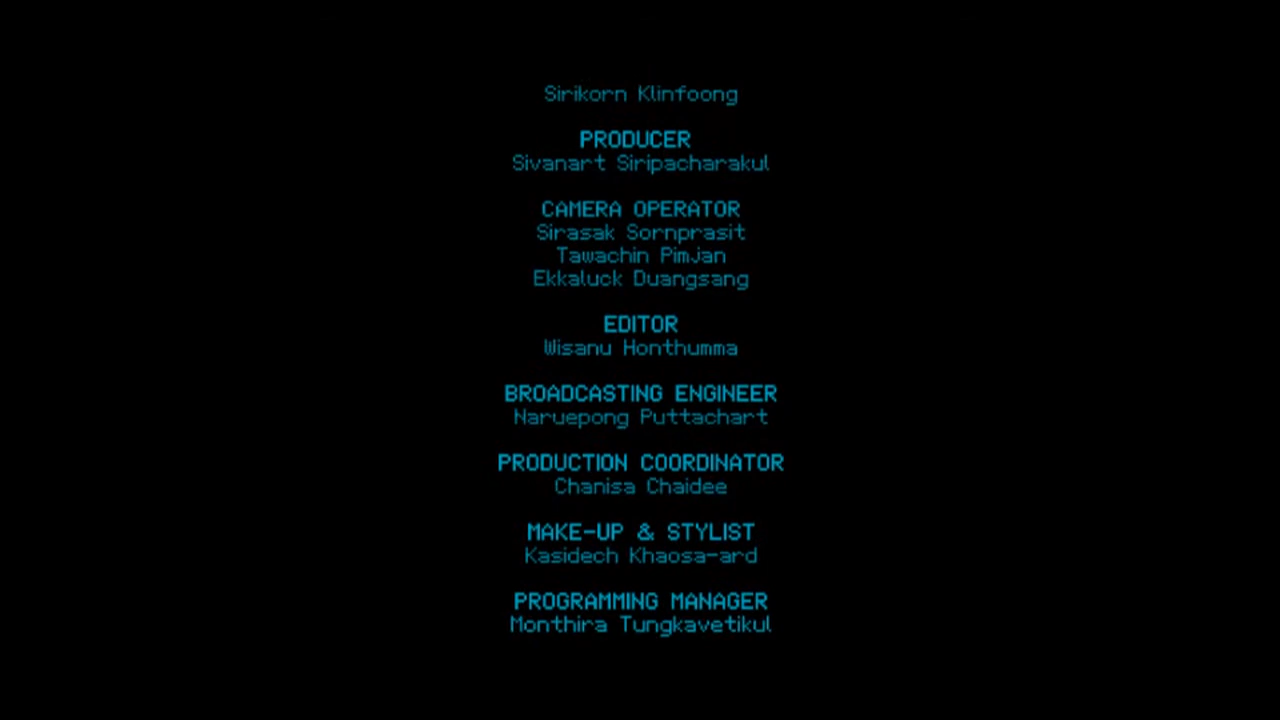 Sirikorn Klinfoong
PRODUCER
Sivanart Siripacharakul
CAMERA OPERATOR
Sirasak Sornprasit
Tawachin Pimjan
Ekkaluck Duangsang
EDITOR
Wisanu Honthumma
BROADCASTING ENGINEER
Naruepong Puttachart
PRODUCTION COORDINATOR
Chanisa Chaidee
MAKE-UP & STYLIST
Kasidech Khaosa-ard
PROGRAMMING MANAGER
Monthira Tungkavetikul